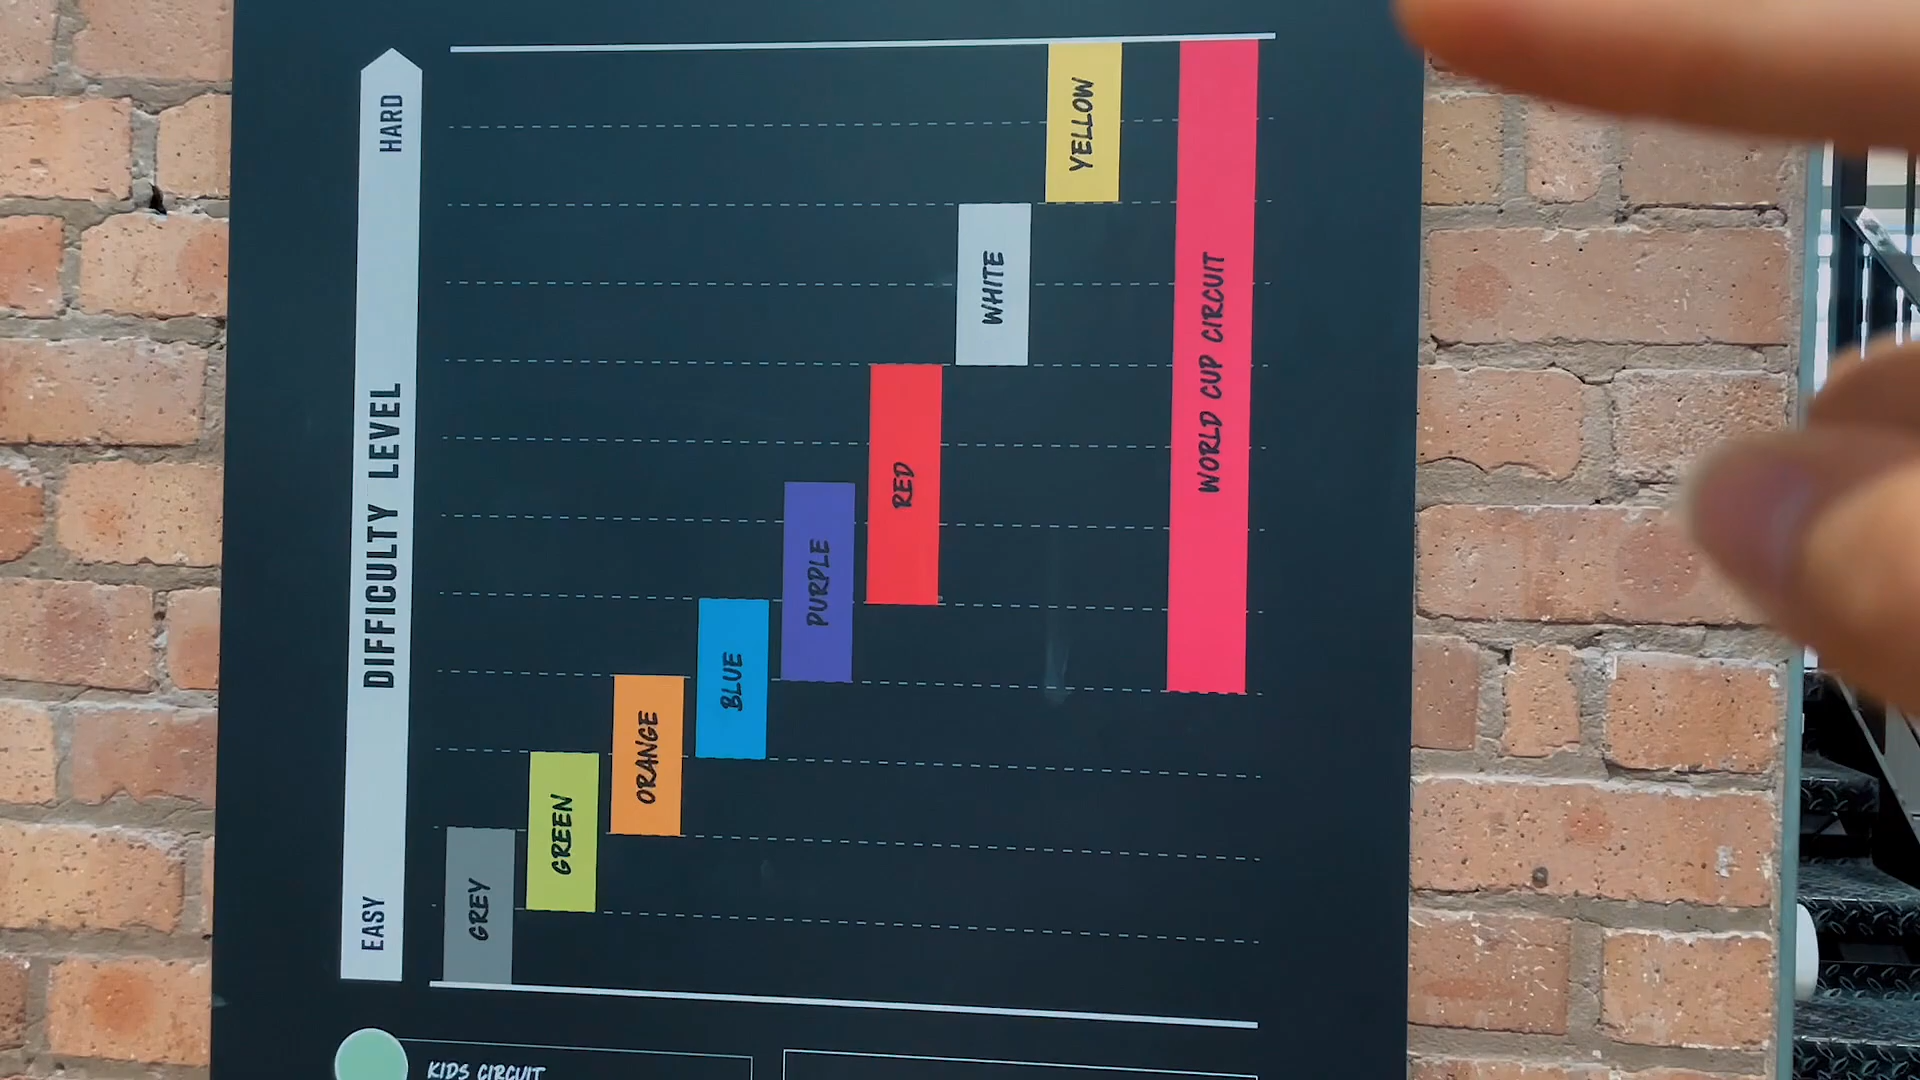 HARD
DIFFICULTY LEVEL
EASY
GREY
GREEN
ORANGE
BLUE
PURPLE
RED
WHITE
YELLOW
WORLD CUP CIRCUIT
KIDS CIRCUIT